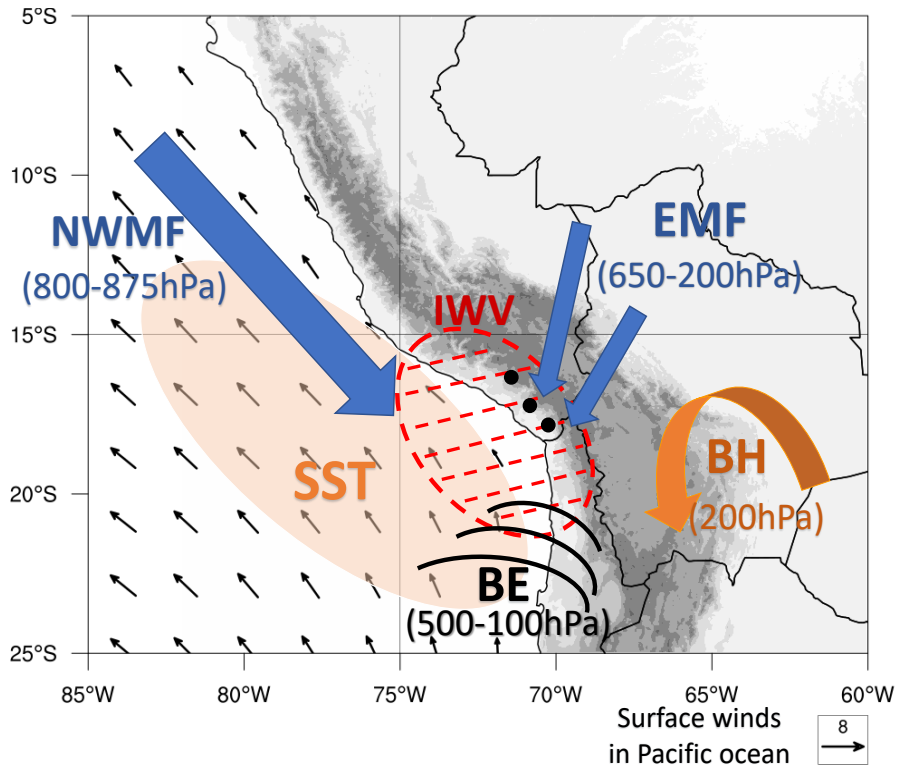 5°S
10°S
15°S
20°S
25°S
NWMF
(800-875hPa)
EMF
(650-200hPa)
IWV
SST
BH
(200hPa)
BE
(500-100hPa)
85°W 80°W 75°W 70°W 65°W 60°W
Surface winds
in Pacific ocean
8